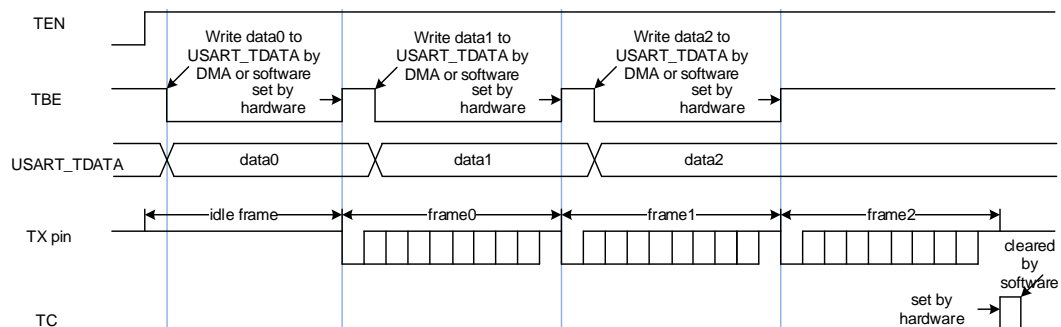 TEN
Write data0 to
USART_TDATA by
DMA or software
Write data1 to
USART_TDATA by
DMA or software
Write data2 to
USART_TDATA by
DMA or software
TBE
set by
hardware
set by
hardware
set by
hardware
USART_TDATA
data0
data1
data2
idle frame
frame0
frame1
frame2
TX pin
cleared
by
software
set by
hardware
TC